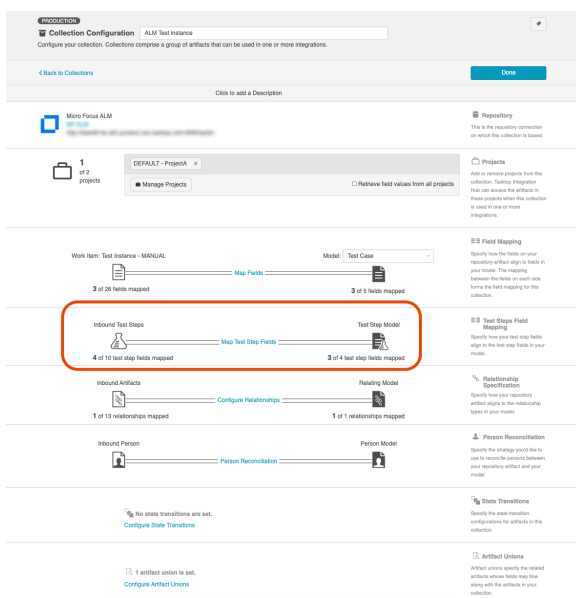 PRODUCTION
Collection Configuration
ALM Test instance
Configure your collection. Collections comprise a group of artifacts that can be used in one or more integrations.
Back to Collections
Done
Click to add a Description
Micro Focus ALM
Repository
This is the repository connection
on which this collection is based.
1
of 2
projects
DEFAULT - ProjectA ×
Manage Projects
Retrieve field values from all projects
Projects
Add or remove projects from the
collection. Tasktop Integration
Hub can access the artifacts in
these projects when this collection
is used in one or more
integrations.
Work Item: Test Instance - MANUAL
Model: Test Case
Map Fields
3 of 26 fields mapped
3 of 5 fields mapped
Field Mapping
Specify how the fields on your
repository artifact align to fields in
your model. The mapping
between the fields on each side
forms the field mapping for this
collection.
Inbound Test Steps
Test Step Model
Map Test Step Fields
4 of 10 test step fields mapped
3 of 4 test step fields mapped
Test Steps Field
Mapping
Specify how your test step fields
align to the test step fields in your
model.
Inbound Artifacts
Relating Model
Configure Relationships
1 of 13 relationships mapped
1 of 1 relationships mapped
Relationship
Specification
Specify how your repository
artifact aligns to the relationship
types in your model.
Inbound Person
Person Model
Person Reconciliation
Person Reconciliation
Specify the strategy you'd like to
use to reconcile persons between
your repository artifact and your
model.
No state transitions are set.
Configure State Transitions
State Transitions
Specify the state transition
configurations for artifacts in this
collection.
1 artifact union is set.
Configure Artifact Unions
Artifact Unions
Artifact unions specify the related
artifacts whose fields may flow
along with the artifacts in your
collection.